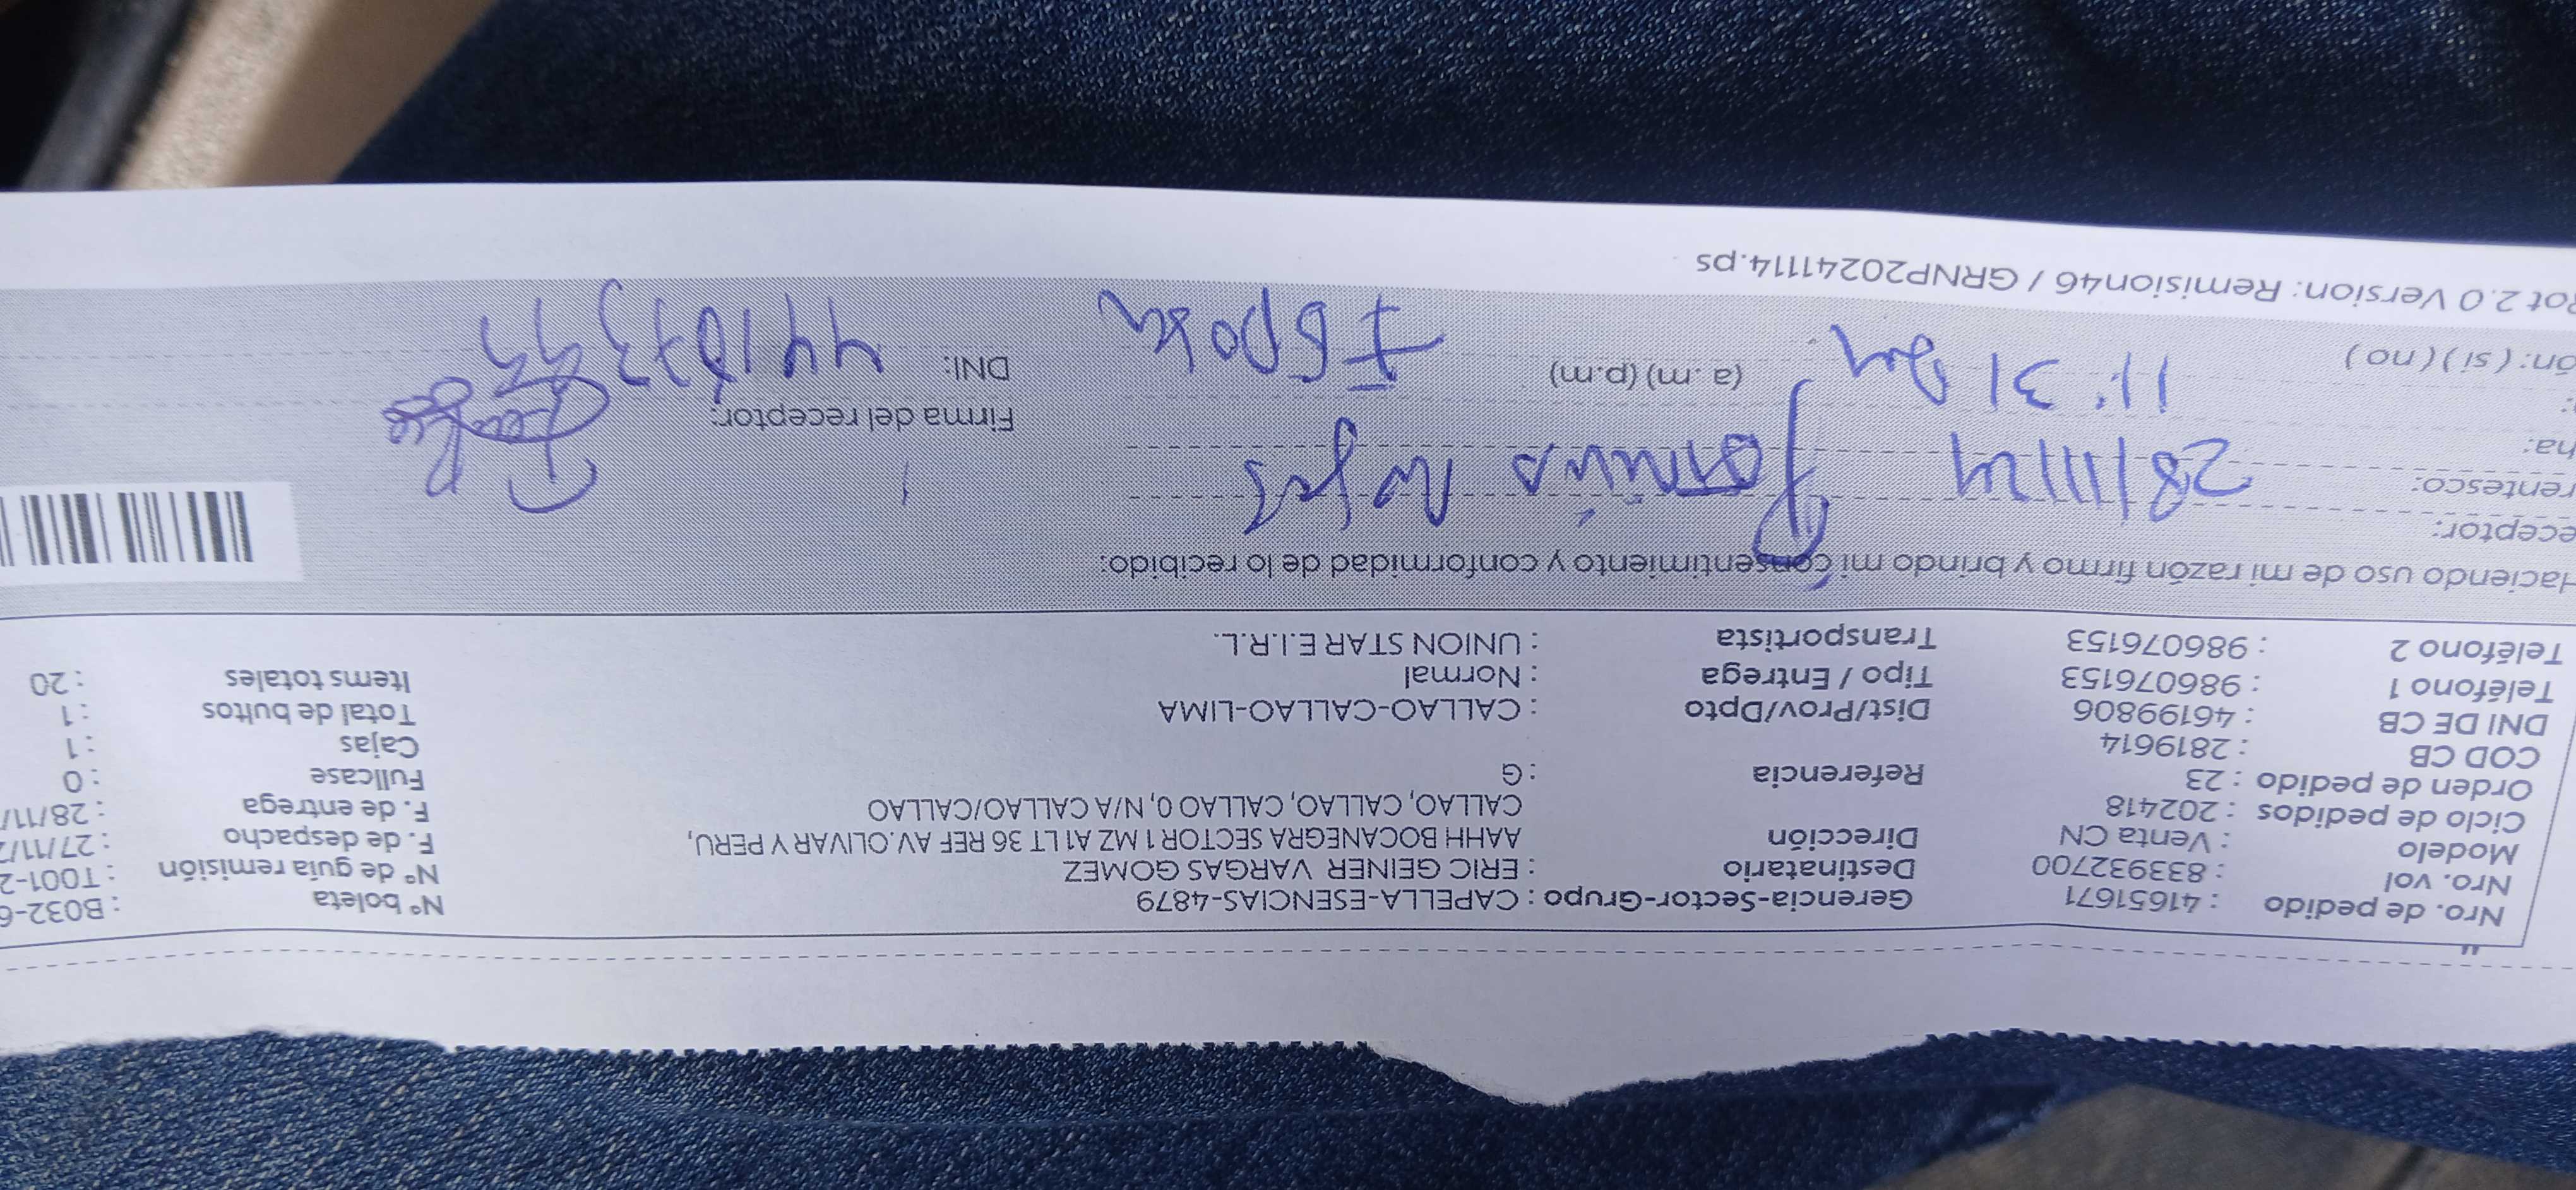 Nro. de pedido : 41651671 Gerencia-Sector-Grupo : CAPELLA-ESENCIAS-4879 N° boleta : B032-6
Nro. vol : 833932700 Destinatario : ERIC GEINER VARGAS GOMEZ N° de guía remisión : T001-2
Modelo : Venta CN Dirección AAHH BOCANEGRA SECTOR 1 MZ A1 LT 36 REF AV.OLIVAR Y PERU, F. de despacho : 27/11/2
Ciclo de pedidos : 202418 CALLAO, CALLAO, CALLAO 0, N/A CALLAO/CALLAO F. de entrega : 28/11/
Orden de pedido : 23 Referencia : G Fullcase : 0
COD CB : 2819614 Cajas : 1
DNI DE CB : 46199806 Dist/Prov/Dpto : CALLAO-CALLAO-LIMA Total de bultos : 1
Teléfono 1 : 986076153 Tipo / Entrega : Normal Items totales : 20
Teléfono 2 : 986076153 Transportista : UNION STAR E.I.R.L.
Haciendo uso de mi razón firmo y brindo mi consentimiento y conformidad de lo recibido:
eceptor:
rentesco: 28/11/24
ha:
Firma del receptor:
11:31 am (a.m) (p.m) DNI:
ón: ( si ) ( no )
Pot 2.0 Version: Remision46 / GRNP20241114.ps